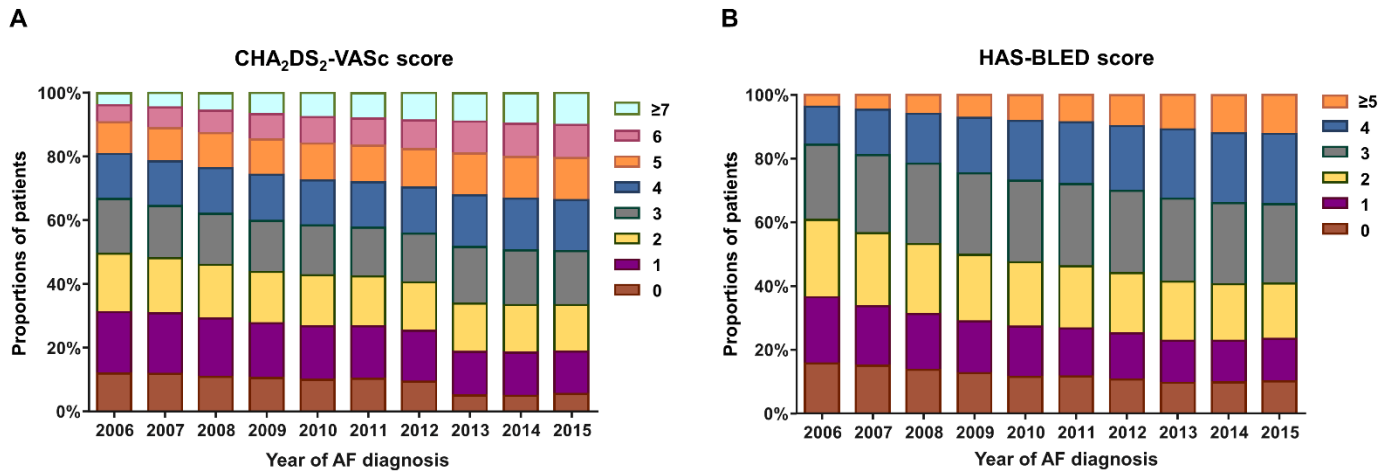 A
CHA₂DS₂-VASc score
100%
80%
60%
40%
20%
0%
Proportions of patients
2006 2007 2008 2009 2010 2011 2012 2013 2014 2015
Year of AF diagnosis
≥7
6
5
4
3
2
1
0
B
HAS-BLED score
100%
80%
60%
40%
20%
0%
Proportions of patients
2006 2007 2008 2009 2010 2011 2012 2013 2014 2015
Year of AF diagnosis
≥5
4
3
2
1
0